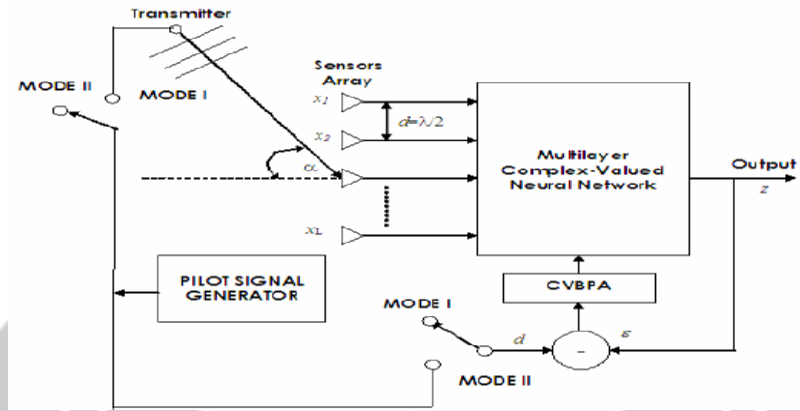 Transmitter
MODE II
MODE I
Sensors
Array
x1
x2
d=λ/2
α
xL
Multilayer
Complex-Valued
Neural Network
Output
z
PILOT SIGNAL
GENERATOR
CVBPA
MODE I
d
-
ε
MODE II